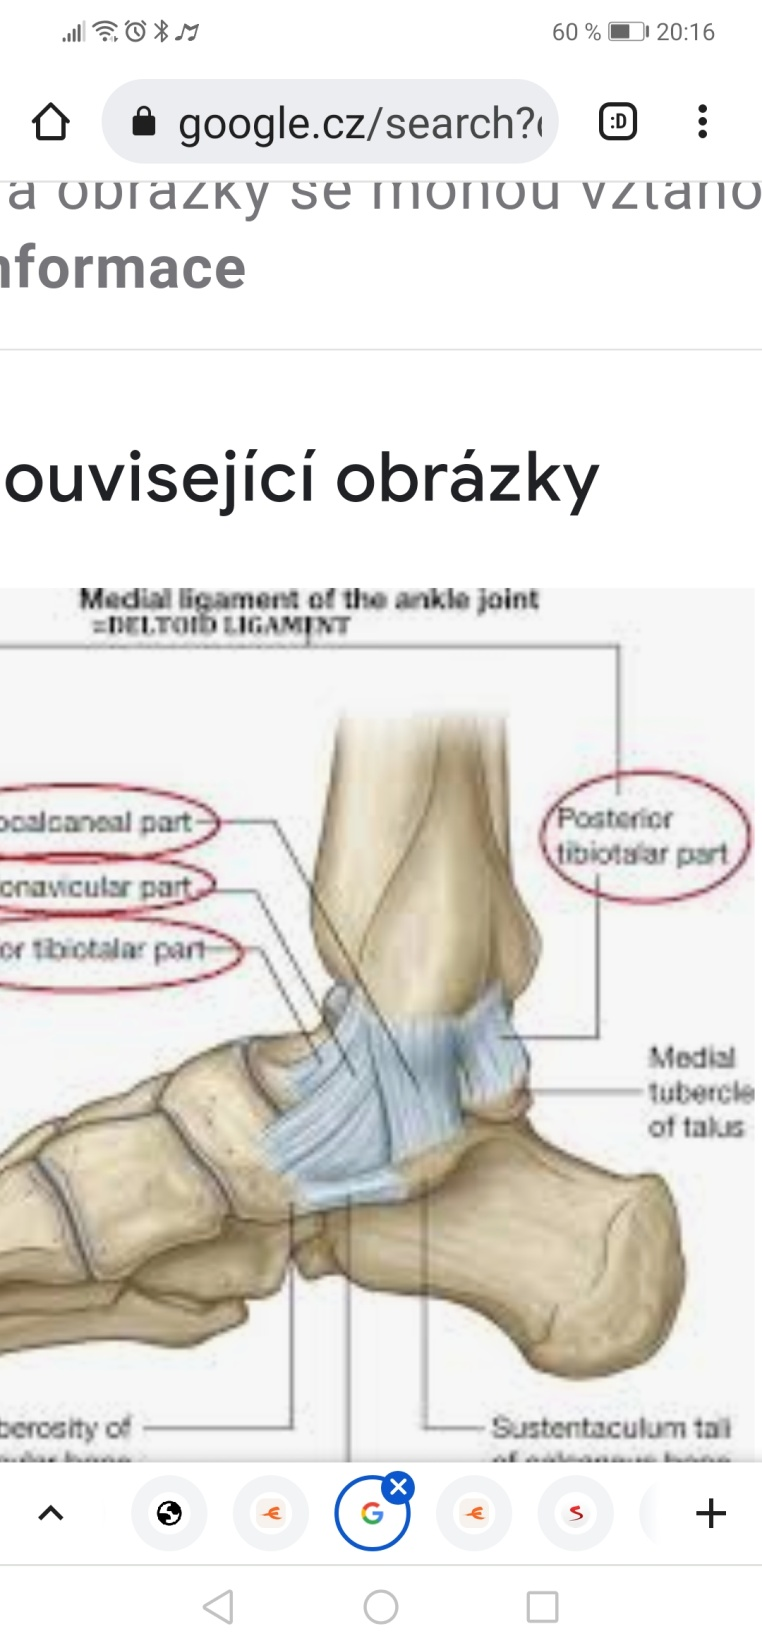 60 % 20:16
google.cz/search?
:D
a obrázky se mohou vztaho
nformace
ouvisející obrázky
Medial ligament of the ankle joint
=DELTOID LIGAMENT
ocalcaneal part
onavicular part
or tibiotalar part
Posterior
tibiotalar part
Medial
tubercle
of talus
berosity of
Sustentaculum tali